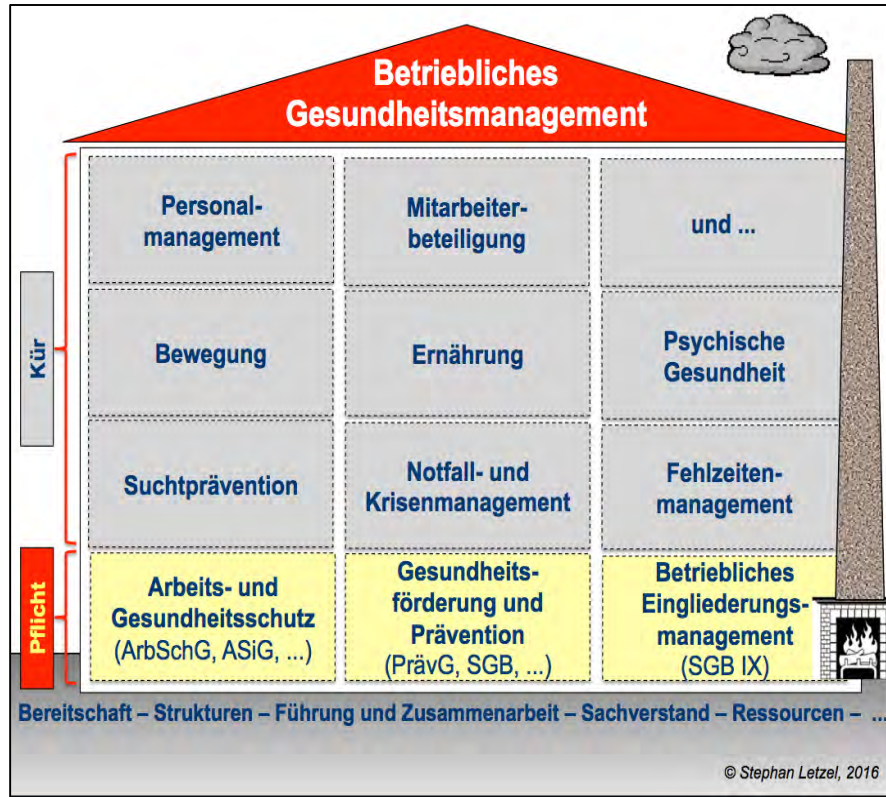 Betriebliches
Gesundheitsmanagement
Personal-
management
Mitarbeiter-
beteiligung
und ...
Kür
Bewegung
Ernährung
Psychische
Gesundheit
Suchtprävention
Notfall- und
Krisenmanagement
Fehlzeiten-
management
Pflicht
Arbeits- und
Gesundheitsschutz
(ArbSchG, ASiG, ...)
Gesundheits-
förderung und
Prävention
(PrävG, SGB, ...)
Betriebliches
Eingliederungs-
management
(SGB IX)
Bereitschaft – Strukturen – Führung und Zusammenarbeit – Sachverstand – Ressourcen – ...
© Stephan Letzel, 2016